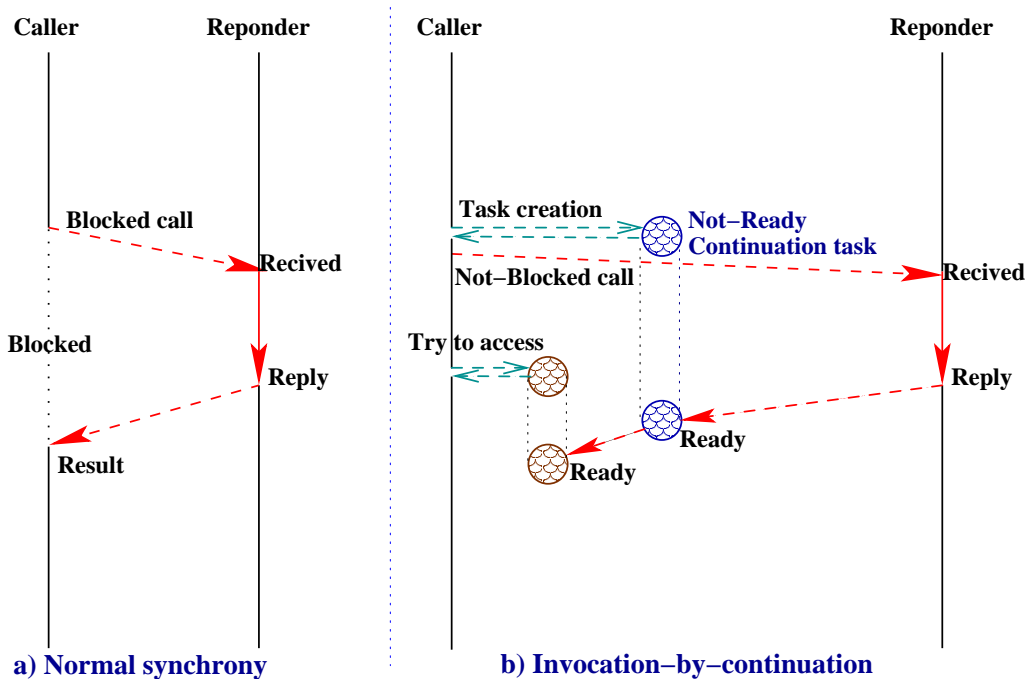 Caller
Reponder
Blocked call
Recived
Blocked
Reply
Result
a) Normal synchrony
Caller
Reponder
Task creation
Not–Ready
Continuation task
Not–Blocked call
Recived
Try to access
Reply
Ready
Ready
b) Invocation–by–continuation